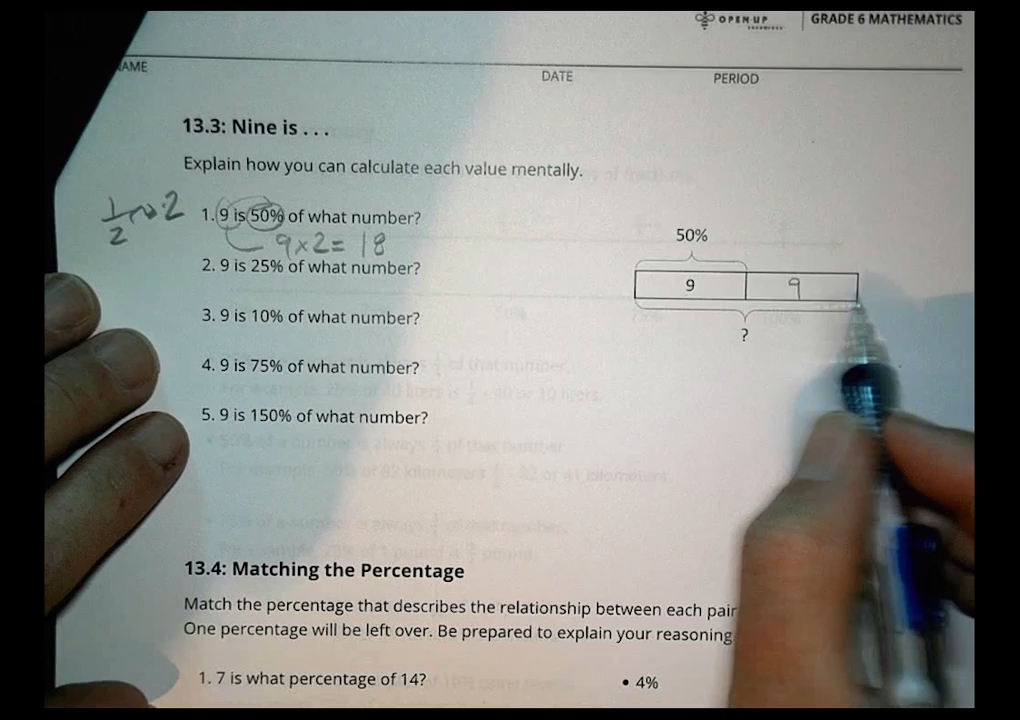 OPEN-UP
GRADE 6 MATHEMATICS
AME
DATE
PERIOD
13.3: Nine is . . .
Explain how you can calculate each value mentally.
1. 9 is 50% of what number?
9 x 2 = 18
2. 9 is 25% of what number?
3. 9 is 10% of what number?
4. 9 is 75% of what number?
5. 9 is 150% of what number?
50%
9 9
?
13.4: Matching the Percentage
Match the percentage that describes the relationship between each pair
One percentage will be left over. Be prepared to explain your reasoning
1. 7 is what percentage of 14?
• 4%